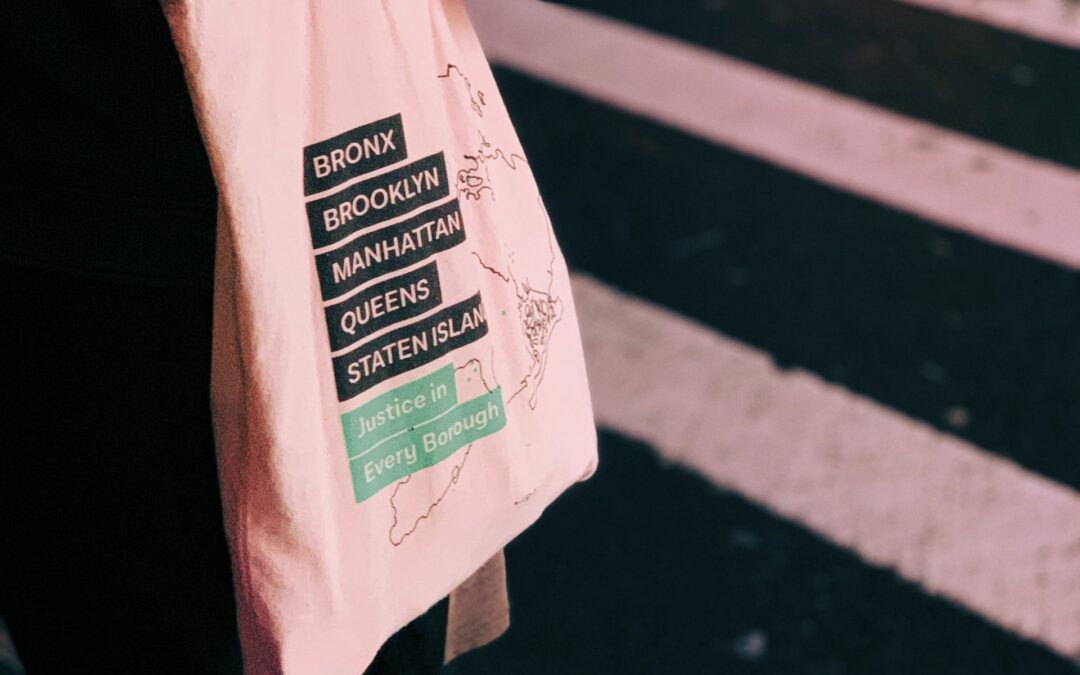 BRONX
BROOKLYN
MANHATTAN
QUEENS
STATEN ISLAN
Justice in
Every Borough